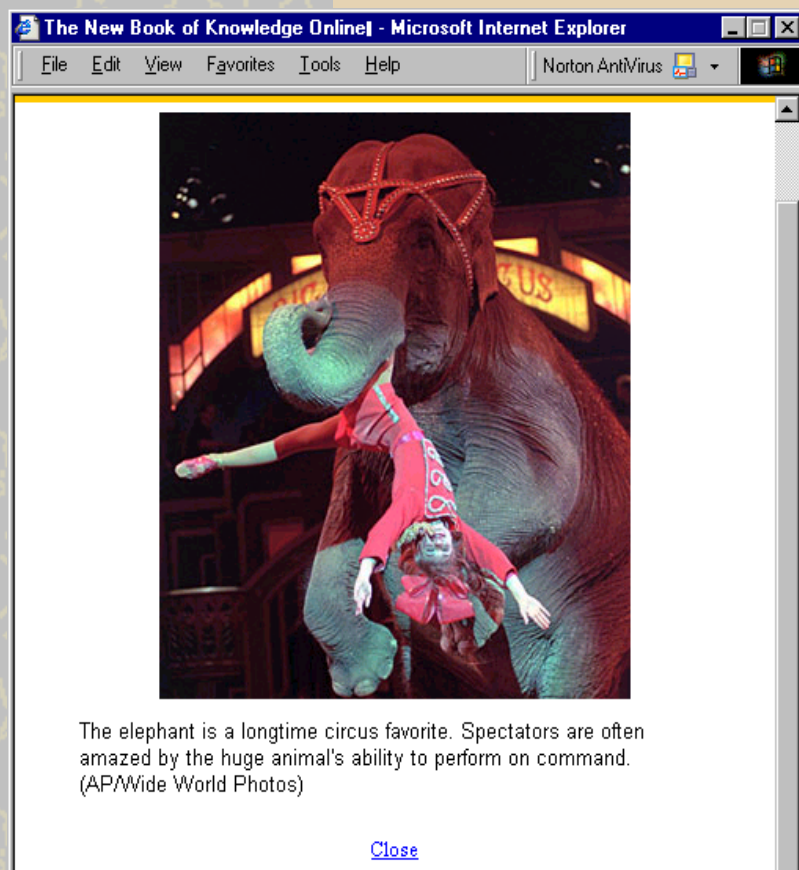 The New Book of Knowledge Online - Microsoft Internet Explorer
File Edit View Favorites Tools Help Norton AntiVirus
CUS
The elephant is a longtime circus favorite. Spectators are often
amazed by the huge animal's ability to perform on command.
(AP/Wide World Photos)
Close